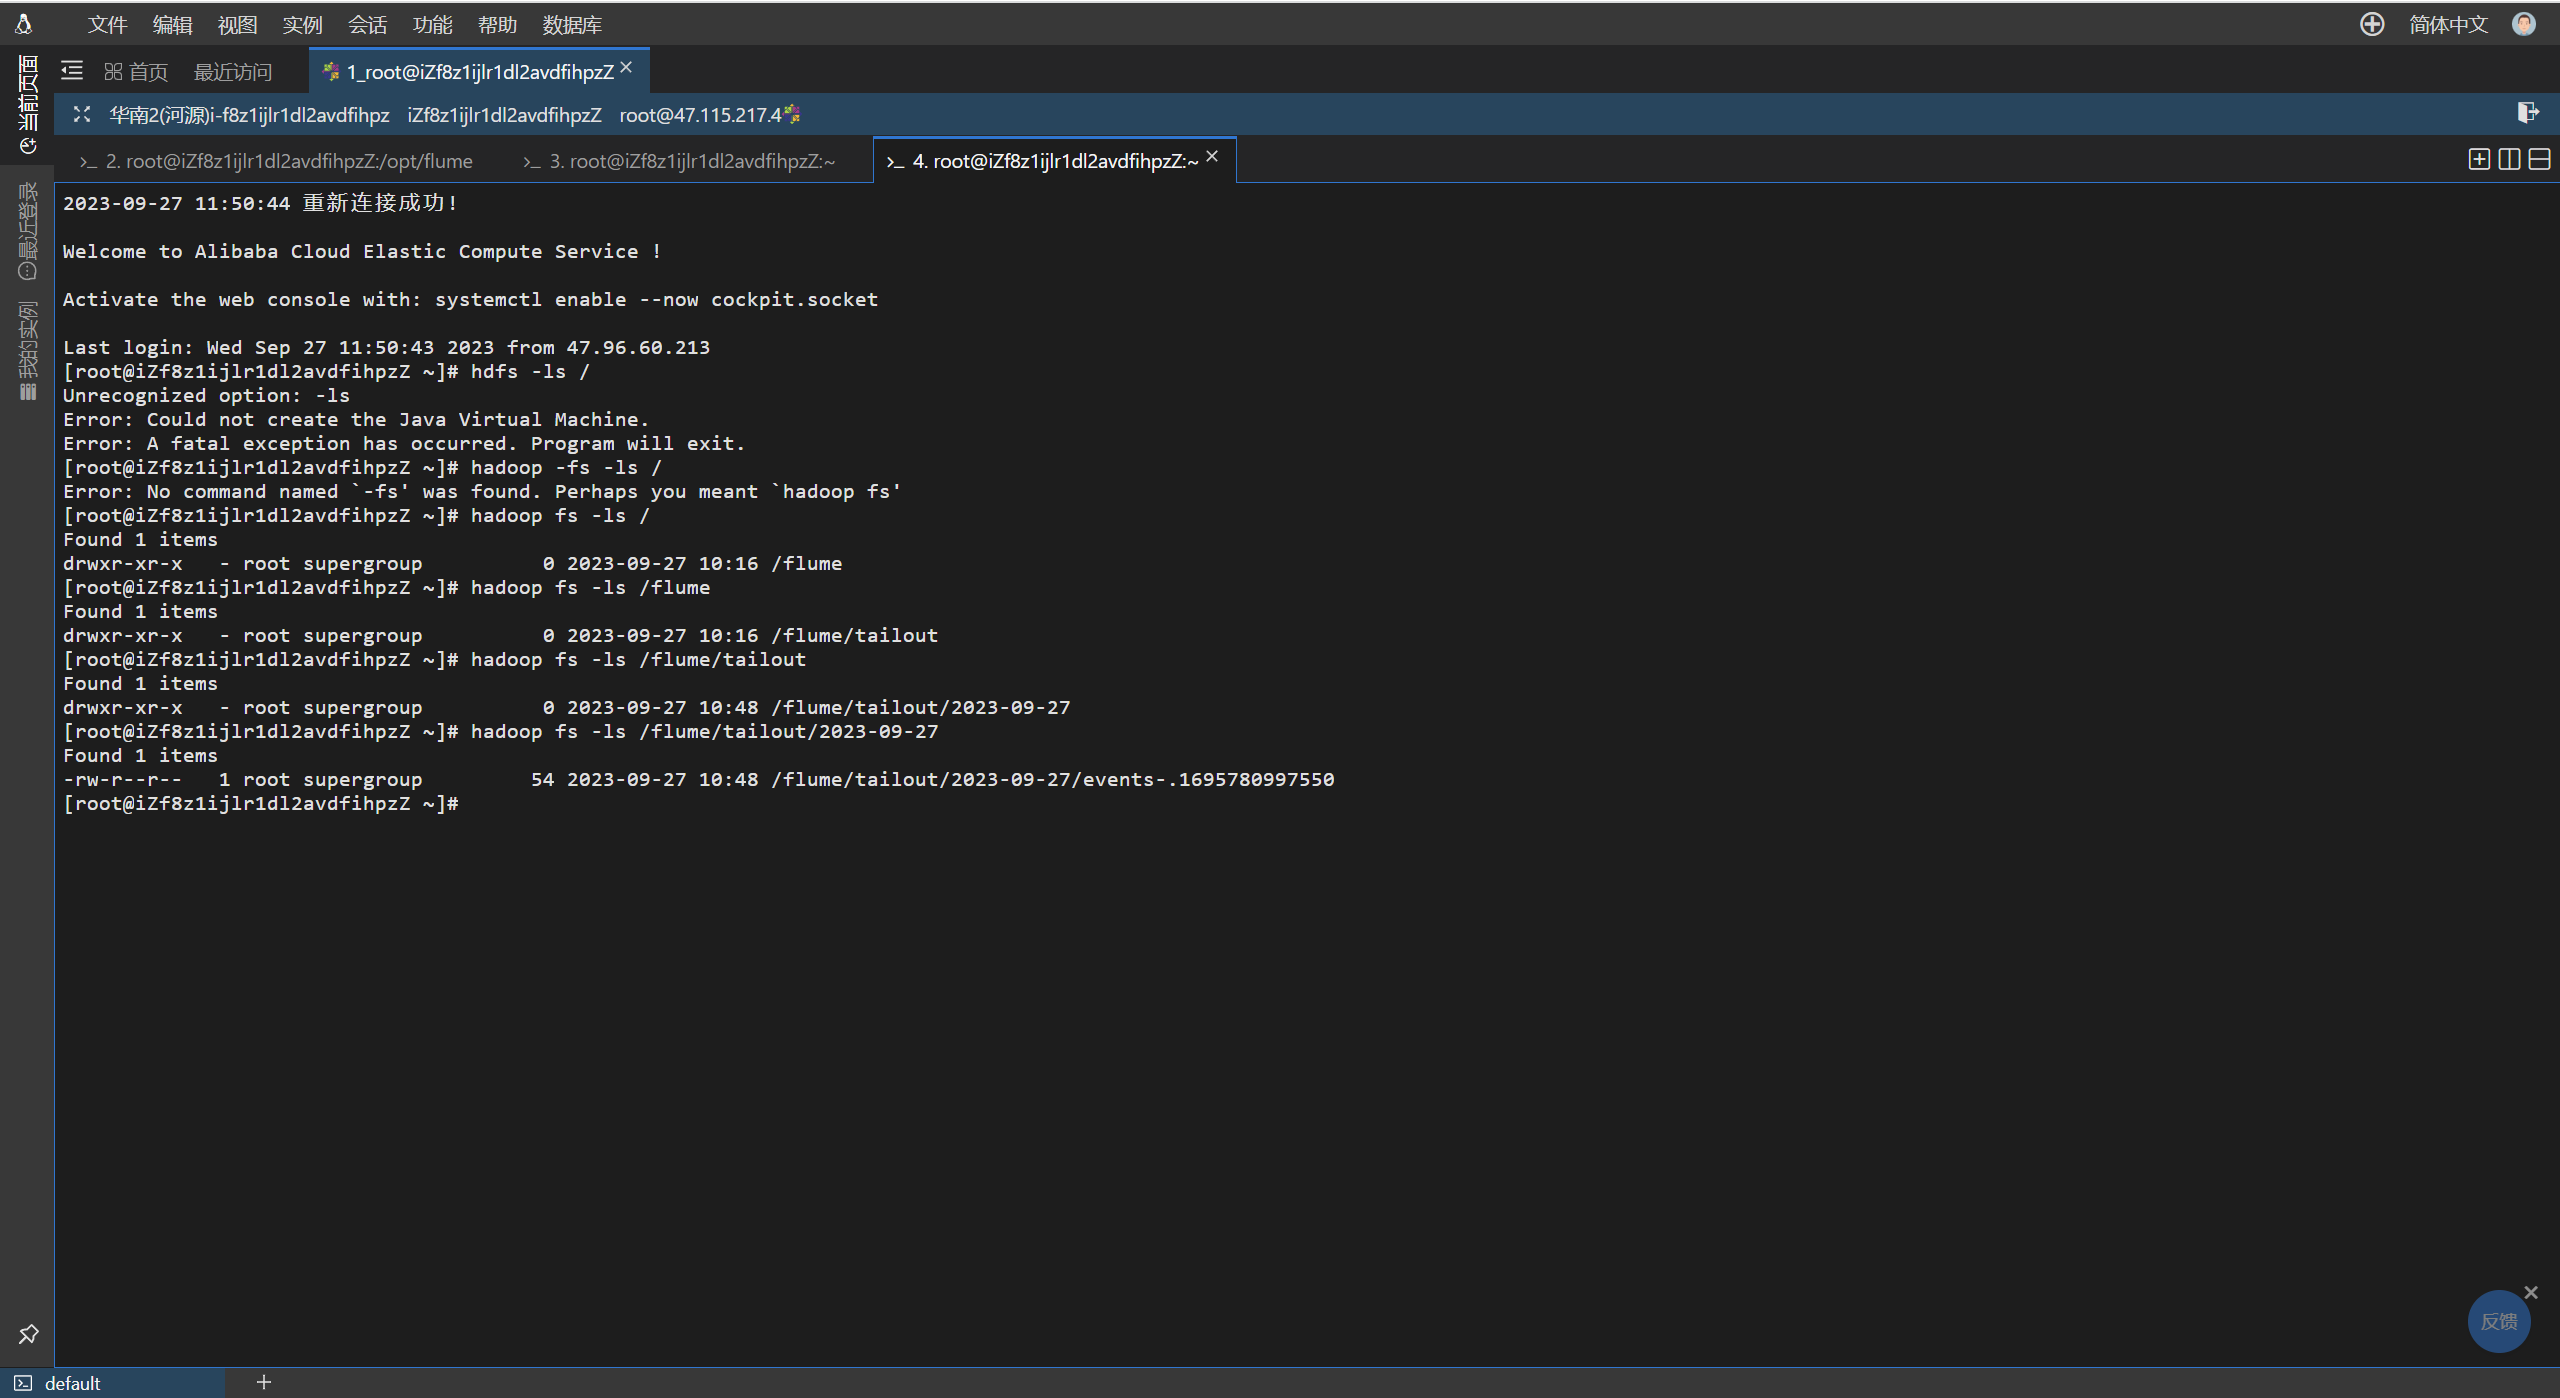 文件 编辑 视图 实例 会话 功能 帮助 数据库 简体中文
首页 最近访问 1_root@iZf8z1ijlr1dl2avdfihpzZ
华南2(河源)i-f8z1ijlr1dl2avdfihpz iZf8z1ijlr1dl2avdfihpzZ root@47.115.217.4
>_ 2. root@iZf8z1ijlr1dl2avdfihpzZ:/opt/flume >_ 3. root@iZf8z1ijlr1dl2avdfihpzZ:~ >_ 4. root@iZf8z1ijlr1dl2avdfihpzZ:~
当前页面
最近登录
我的实例
2023-09-27 11:50:44 重新连接成功!
Welcome to Alibaba Cloud Elastic Compute Service !
Activate the web console with: systemctl enable --now cockpit.socket
Last login: Wed Sep 27 11:50:43 2023 from 47.96.60.213
[root@iZf8z1ijlr1dl2avdfihpzZ ~]# hdfs -ls /
Unrecognized option: -ls
Error: Could not create the Java Virtual Machine.
Error: A fatal exception has occurred. Program will exit.
[root@iZf8z1ijlr1dl2avdfihpzZ ~]# hadoop -fs -ls /
Error: No command named `-fs' was found. Perhaps you meant `hadoop fs'
[root@iZf8z1ijlr1dl2avdfihpzZ ~]# hadoop fs -ls /
Found 1 items
drwxr-xr-x   - root supergroup          0 2023-09-27 10:16 /flume
[root@iZf8z1ijlr1dl2avdfihpzZ ~]# hadoop fs -ls /flume
Found 1 items
drwxr-xr-x   - root supergroup          0 2023-09-27 10:16 /flume/tailout
[root@iZf8z1ijlr1dl2avdfihpzZ ~]# hadoop fs -ls /flume/tailout
Found 1 items
drwxr-xr-x   - root supergroup          0 2023-09-27 10:48 /flume/tailout/2023-09-27
[root@iZf8z1ijlr1dl2avdfihpzZ ~]# hadoop fs -ls /flume/tailout/2023-09-27
Found 1 items
-rw-r--r--   1 root supergroup         54 2023-09-27 10:48 /flume/tailout/2023-09-27/events-.1695780997550
[root@iZf8z1ijlr1dl2avdfihpzZ ~]#
反馈
default